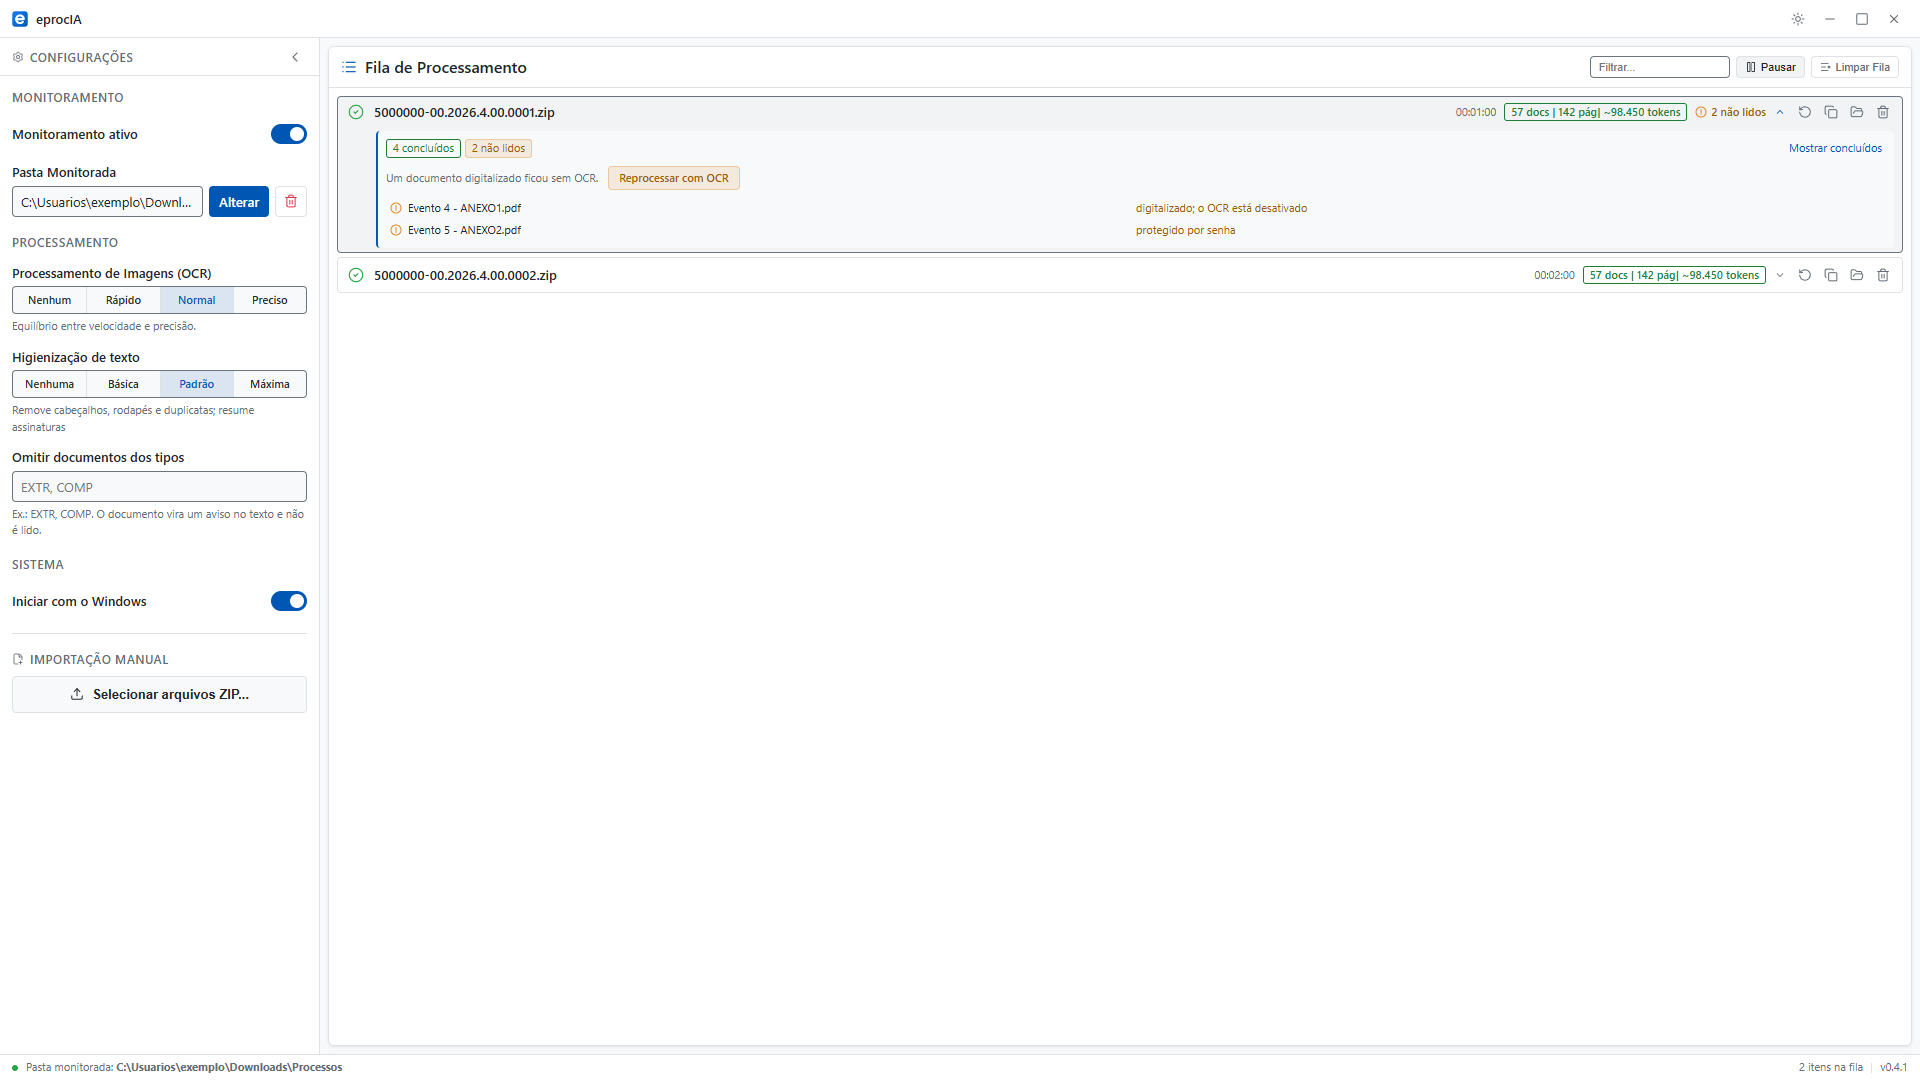 eprocIA
CONFIGURAÇÕES
MONITORAMENTO
Monitoramento ativo
Pasta Monitorada
C:\Usuarios\exemplo\Downl...
Alterar
PROCESSAMENTO
Processamento de Imagens (OCR)
Nenhum Rápido Normal Preciso
Equilíbrio entre velocidade e precisão.
Higienização de texto
Nenhuma Básica Padrão Máxima
Remove cabeçalhos, rodapés e duplicatas; resume
assinaturas
Omitir documentos dos tipos
EXTR, COMP
Ex.: EXTR, COMP. O documento vira um aviso no texto e não
é lido.
SISTEMA
Iniciar com o Windows
IMPORTAÇÃO MANUAL
Selecionar arquivos ZIP...
Fila de Processamento
Filtrar... Pausar Limpar Fila
5000000-00.2026.4.00.0001.zip 00:01:00 57 docs | 142 pág| ~98.450 tokens 2 não lidos
4 concluídos 2 não lidos Mostrar concluídos
Um documento digitalizado ficou sem OCR. Reprocessar com OCR
Evento 4 - ANEXO1.pdf digitalizado; o OCR está desativado
Evento 5 - ANEXO2.pdf protegido por senha
5000000-00.2026.4.00.0002.zip 00:02:00 57 docs | 142 pág| ~98.450 tokens
Pasta monitorada: C:\Usuarios\exemplo\Downloads\Processos 2 itens na fila v0.4.1